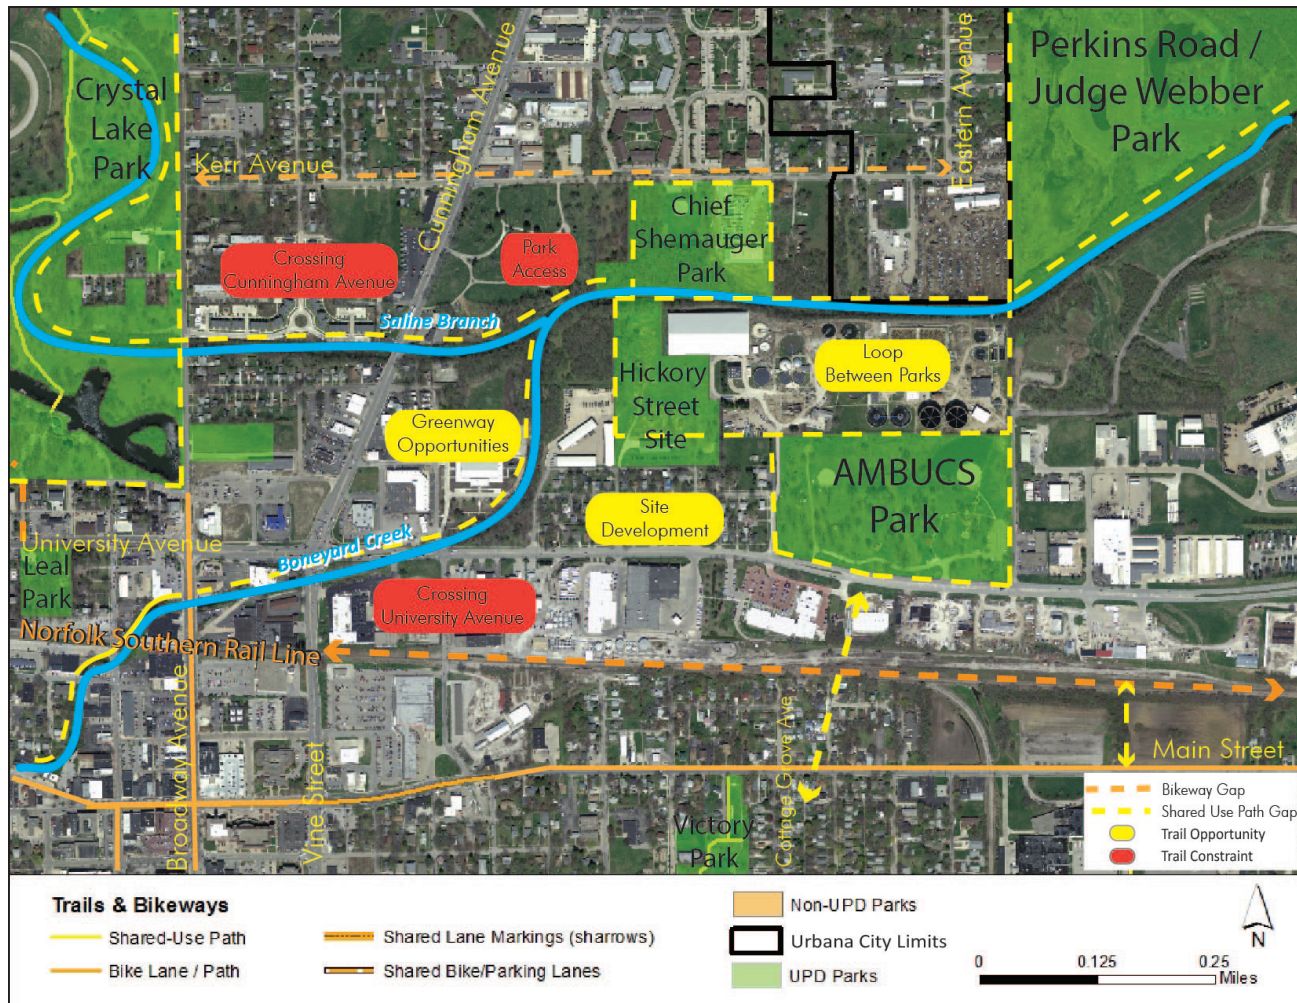 Crystal
Lake
Park
Kerr Avenue
Cunningham Avenue
Eastern Avenue
Perkins Road /
Judge Webber
Park
Chief
Shemauger
Park
Park
Access
Crossing
Cunningham Avenue
Saline Branch
Loop
Between Parks
Hickory
Street
Site
Greenway
Opportunities
AMBUCS
Park
Site
Development
University Avenue
Leal
Park
Boneyard Creek
Crossing
University Avenue
Norfolk Southern Rail Line
Broadway Avenue
Vine Street
Cottage Grove Ave
Main Street
Victory
Park
Bikeway Gap
Shared Use Path Gap
Trail Opportunity
Trail Constraint
Trails & Bikeways
Shared-Use Path
Bike Lane / Path
Shared Lane Markings (sharrows)
Shared Bike/Parking Lanes
Non-UPD Parks
Urbana City Limits
UPD Parks
N
0 0.125 0.25
Miles